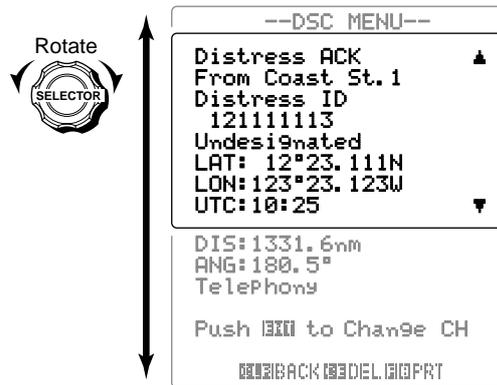 --DSC MENU--
Rotate
SELECTOR
Distress ACK ▲
From Coast St.1
Distress ID
121111113
Undesignated
LAT: 12°23.111N
LON:123°23.123W
UTC:10:25 ▼
DIS:1331.6nm
ANG:180.5°
Telephony
Push to Change CH
BACK DEL. PRT